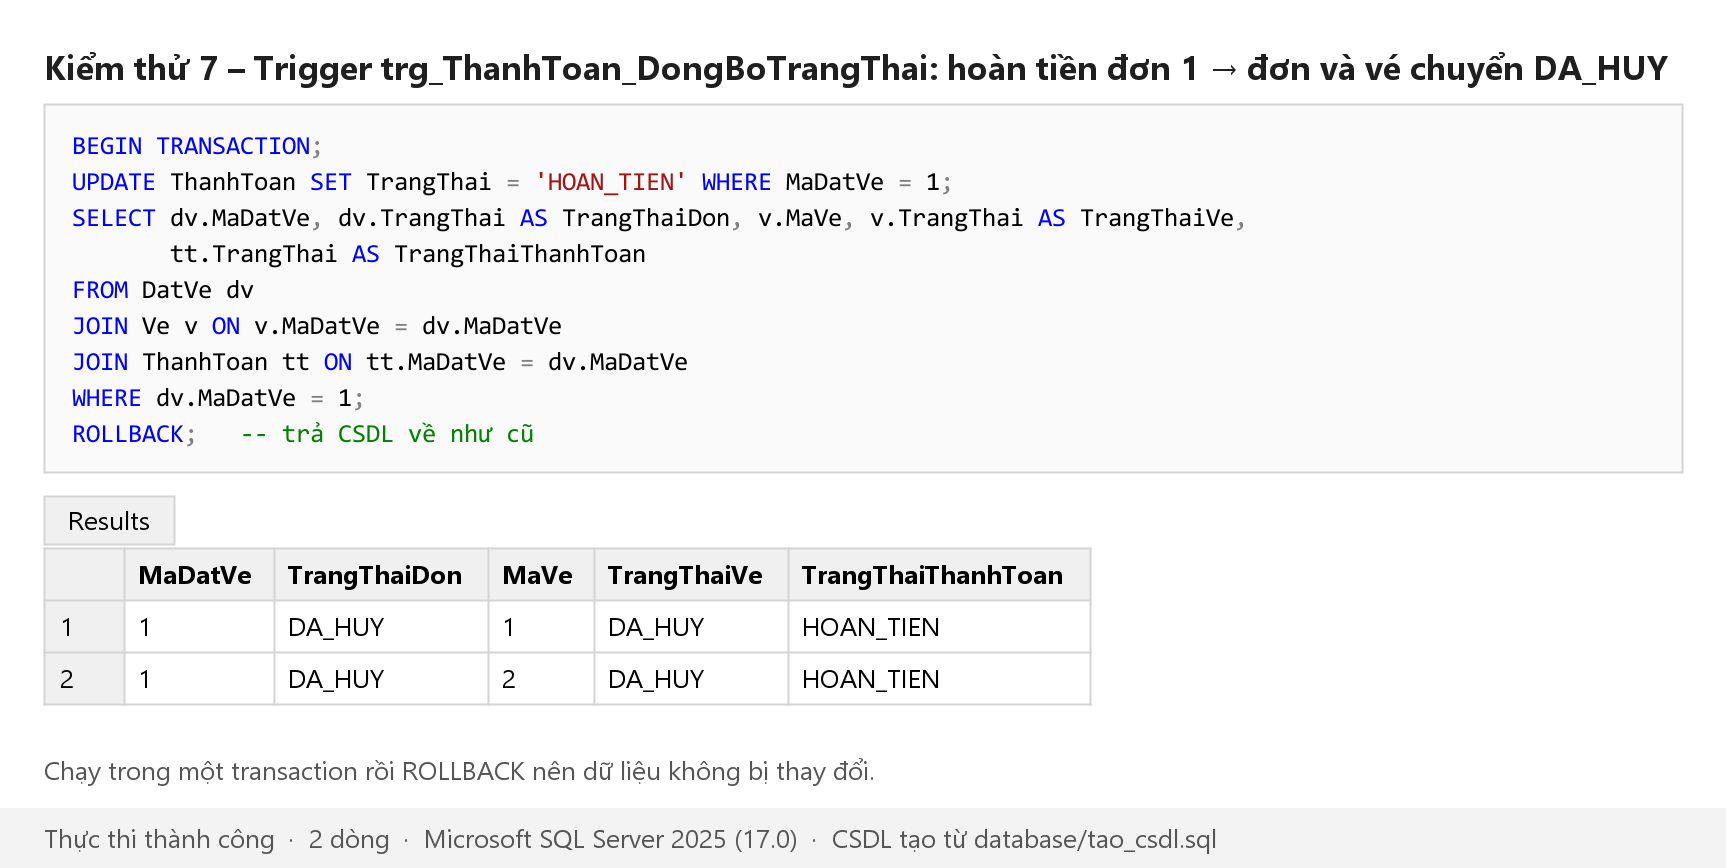 Kiểm thử 7 – Trigger trg_ThanhToan_DongBoTrangThai: hoàn tiền đơn 1 → đơn và vé chuyển DA_HUY
BEGIN TRANSACTION;
UPDATE ThanhToan SET TrangThai = 'HOAN_TIEN' WHERE MaDatVe = 1;
SELECT dv.MaDatVe, dv.TrangThai AS TrangThaiDon, v.MaVe, v.TrangThai AS TrangThaiVe,
       tt.TrangThai AS TrangThaiThanhToan
FROM DatVe dv
JOIN Ve v ON v.MaDatVe = dv.MaDatVe
JOIN ThanhToan tt ON tt.MaDatVe = dv.MaDatVe
WHERE dv.MaDatVe = 1;
ROLLBACK;   -- trả CSDL về như cũ
Results
MaDatVe TrangThaiDon MaVe TrangThaiVe TrangThaiThanhToan
1 1 DA_HUY 1 DA_HUY HOAN_TIEN
2 1 DA_HUY 2 DA_HUY HOAN_TIEN
Chạy trong một transaction rồi ROLLBACK nên dữ liệu không bị thay đổi.
Thực thi thành công · 2 dòng · Microsoft SQL Server 2025 (17.0) · CSDL tạo từ database/tao_csdl.sql